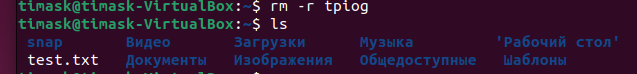 timask@timask-VirtualBox:~$ rm -r tpiog
timask@timask-VirtualBox:~$ ls
snap Видео Загрузки Музыка 'Рабочий стол'
test.txt Документы Изображения Общедоступные Шаблоны